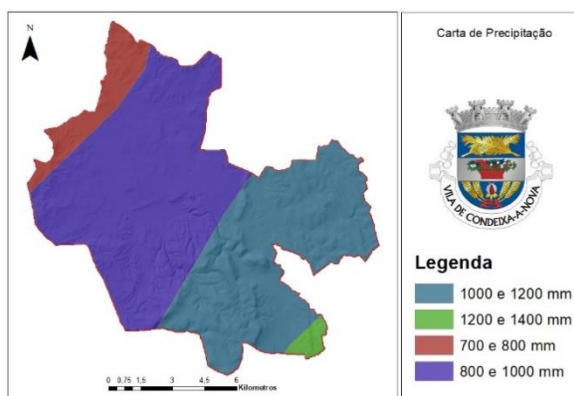 N
0 0,75 1,5 3 4,5 6
Kilometros
Carta de Precipitação
VILA DE CONDEIXA-A-NOVA
Legenda
1000 e 1200 mm
1200 e 1400 mm
700 e 800 mm
800 e 1000 mm